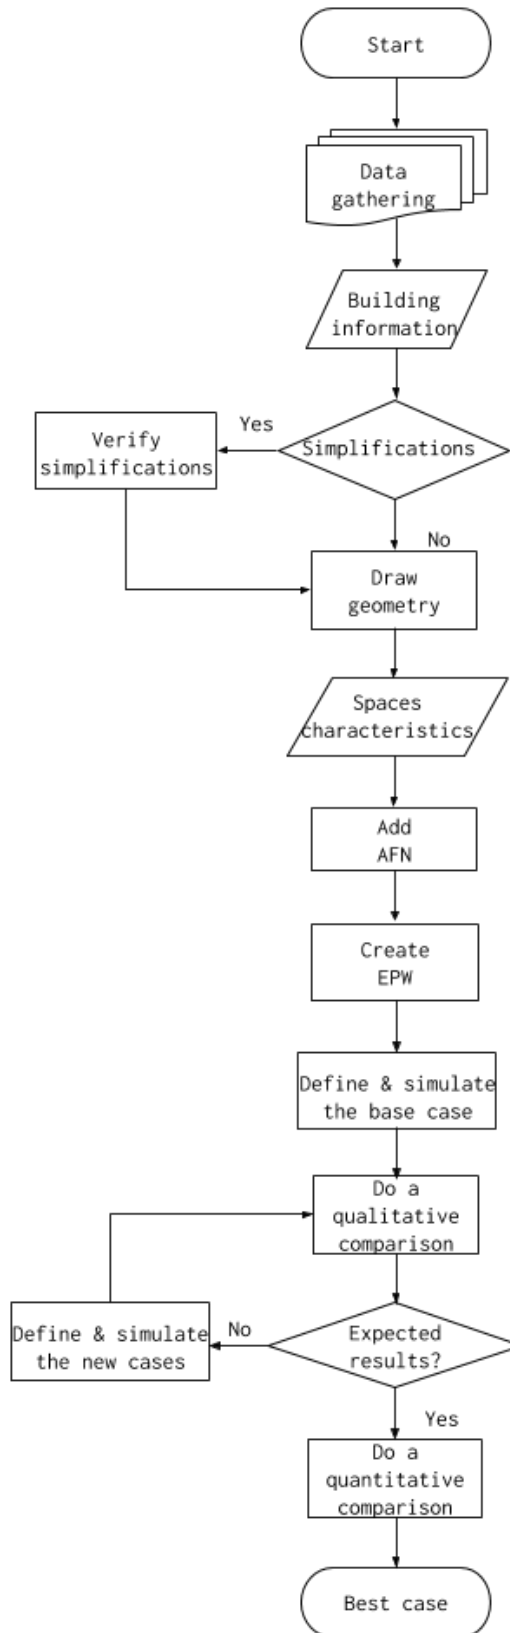 Start
Data
gathering
Building
information
Simplifications
Yes
Verify
simplifications
No
Draw
geometry
Spaces
characteristics
Add
AFN
Create
EPW
Define & simulate
the base case
Do a
qualitative
comparison
Expected
results?
No
Define & simulate
the new cases
Yes
Do a
quantitative
comparison
Best case